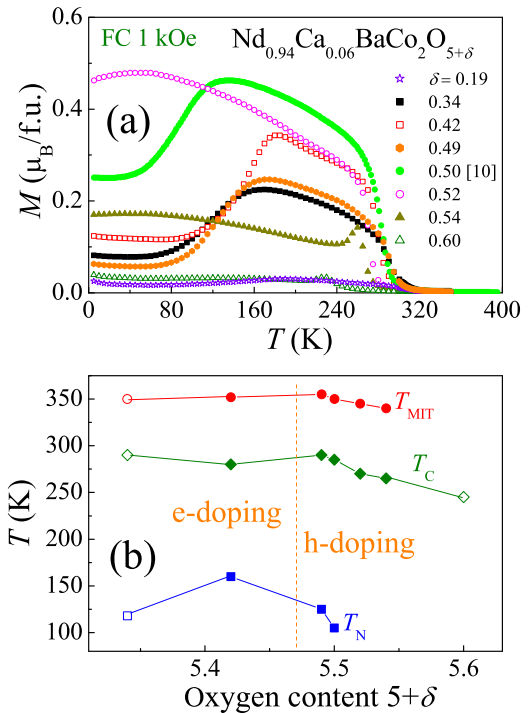 FC 1 kOe
Nd0.94Ca0.06BaCo2O5+δ
δ = 0.19
0.34
0.42
0.49
0.50 [10]
0.52
0.54
0.60
(a)
M (μB/f.u.)
0.6
0.4
0.2
0.0
0 80 160 240 320 400
T (K)
TMIT
TC
e-doping
h-doping
(b)
TN
T (K)
350
300
250
200
150
100
5.4 5.5 5.6
Oxygen content 5+δ